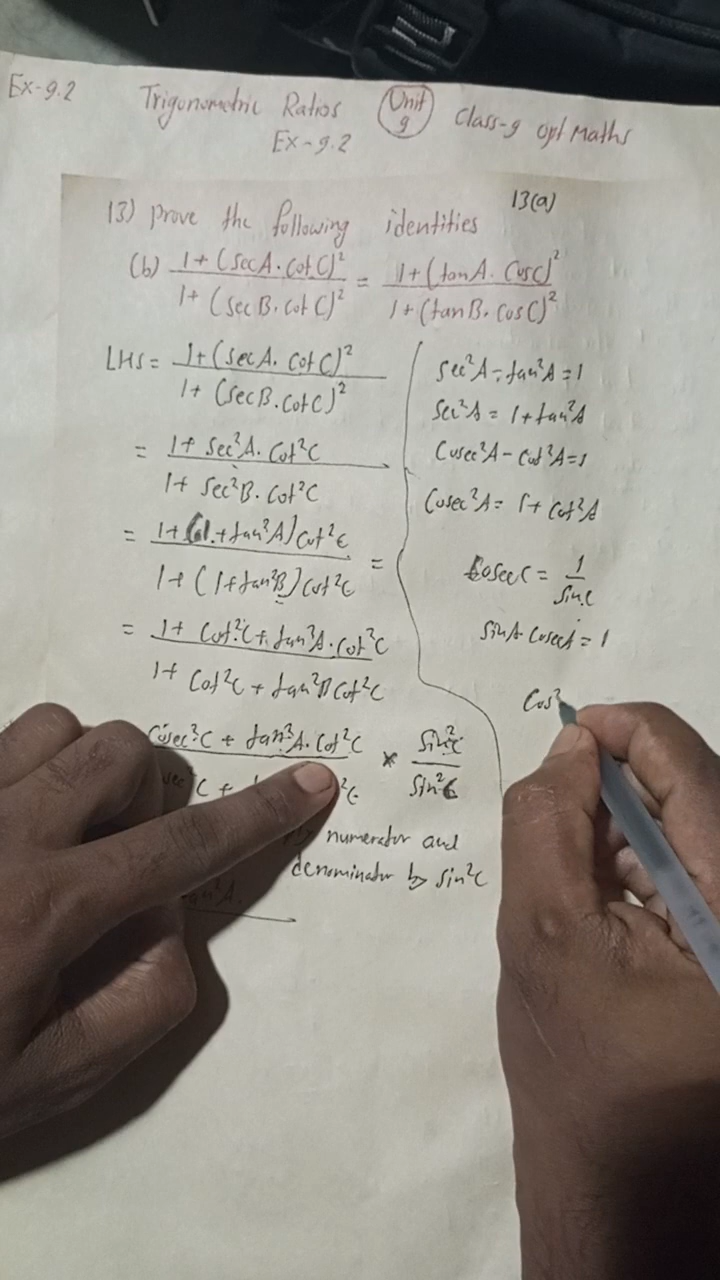 Ex-9.2 Trigonometric Ratios Unit 9 Class-9 opt Maths
Ex-9.2
13(a)
13) prove the following identities
(b) 1+(secA.cotC)² / 1+(secB.cotC)² = 1+(tanA.cosC)² / 1+(tanB.cosC)²
LHS = 1+(secA.cotC)² / 1+(secB.cotC)²
= 1+sec²A.cot²C / 1+sec²B.cot²C
= 1+(1+tan²A)cot²C / 1+(1+tan²B)cot²C =
= 1+cot²C+tan²A.cot²C / 1+cot²C+tan²B cot²C
cosec²C + tan²A.cot²C × sin²C / sin²C
numerator and
denominator by sin²C
sec²A-tan²A=1
sec²A = 1+tan²A
cosec²A-cot²A=1
cosec²A = 1+cot²A
cosecC = 1/sinC
sinA.cosecA=1
cos²